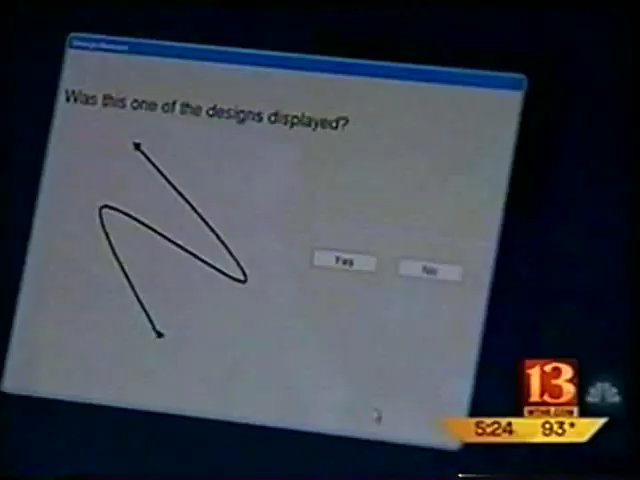 Was this one of the designs displayed?
Yes
No
13
WTHR.COM
5:24 93°